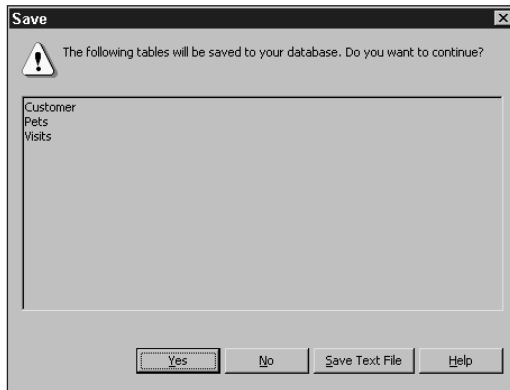 Save
The following tables will be saved to your database. Do you want to continue?
Customer
Pets
Visits
Yes
No
Save Text File
Help